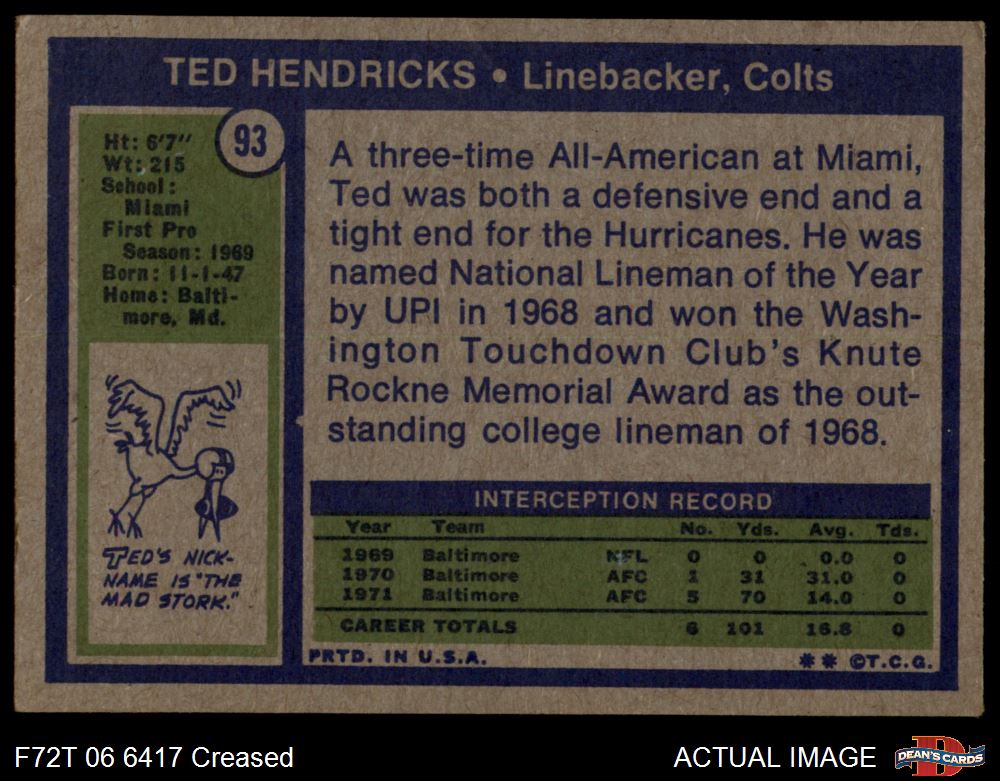 TED HENDRICKS • Linebacker, Colts
93
Ht: 6'7"
Wt: 215
School:
Miami
First Pro
Season: 1969
Born: 11-1-47
Home: Balti-
more, Md.
TED'S NICK-
NAME IS "THE
MAD STORK."
A three-time All-American at Miami,
Ted was both a defensive end and a
tight end for the Hurricanes. He was
named National Lineman of the Year
by UPI in 1968 and won the Wash-
ington Touchdown Club's Knute
Rockne Memorial Award as the out-
standing college lineman of 1968.
INTERCEPTION RECORD
Year Team No. Yds. Avg. Tds.
1969 Baltimore NFL 0 0 0.0 0
1970 Baltimore AFC 1 31 31.0 0
1971 Baltimore AFC 5 70 14.0 0
CAREER TOTALS 6 101 16.8 0
PRTD. IN U.S.A. ** ©T.C.G.
F72T 06 6417 Creased ACTUAL IMAGE
D
DEAN'S CARDS